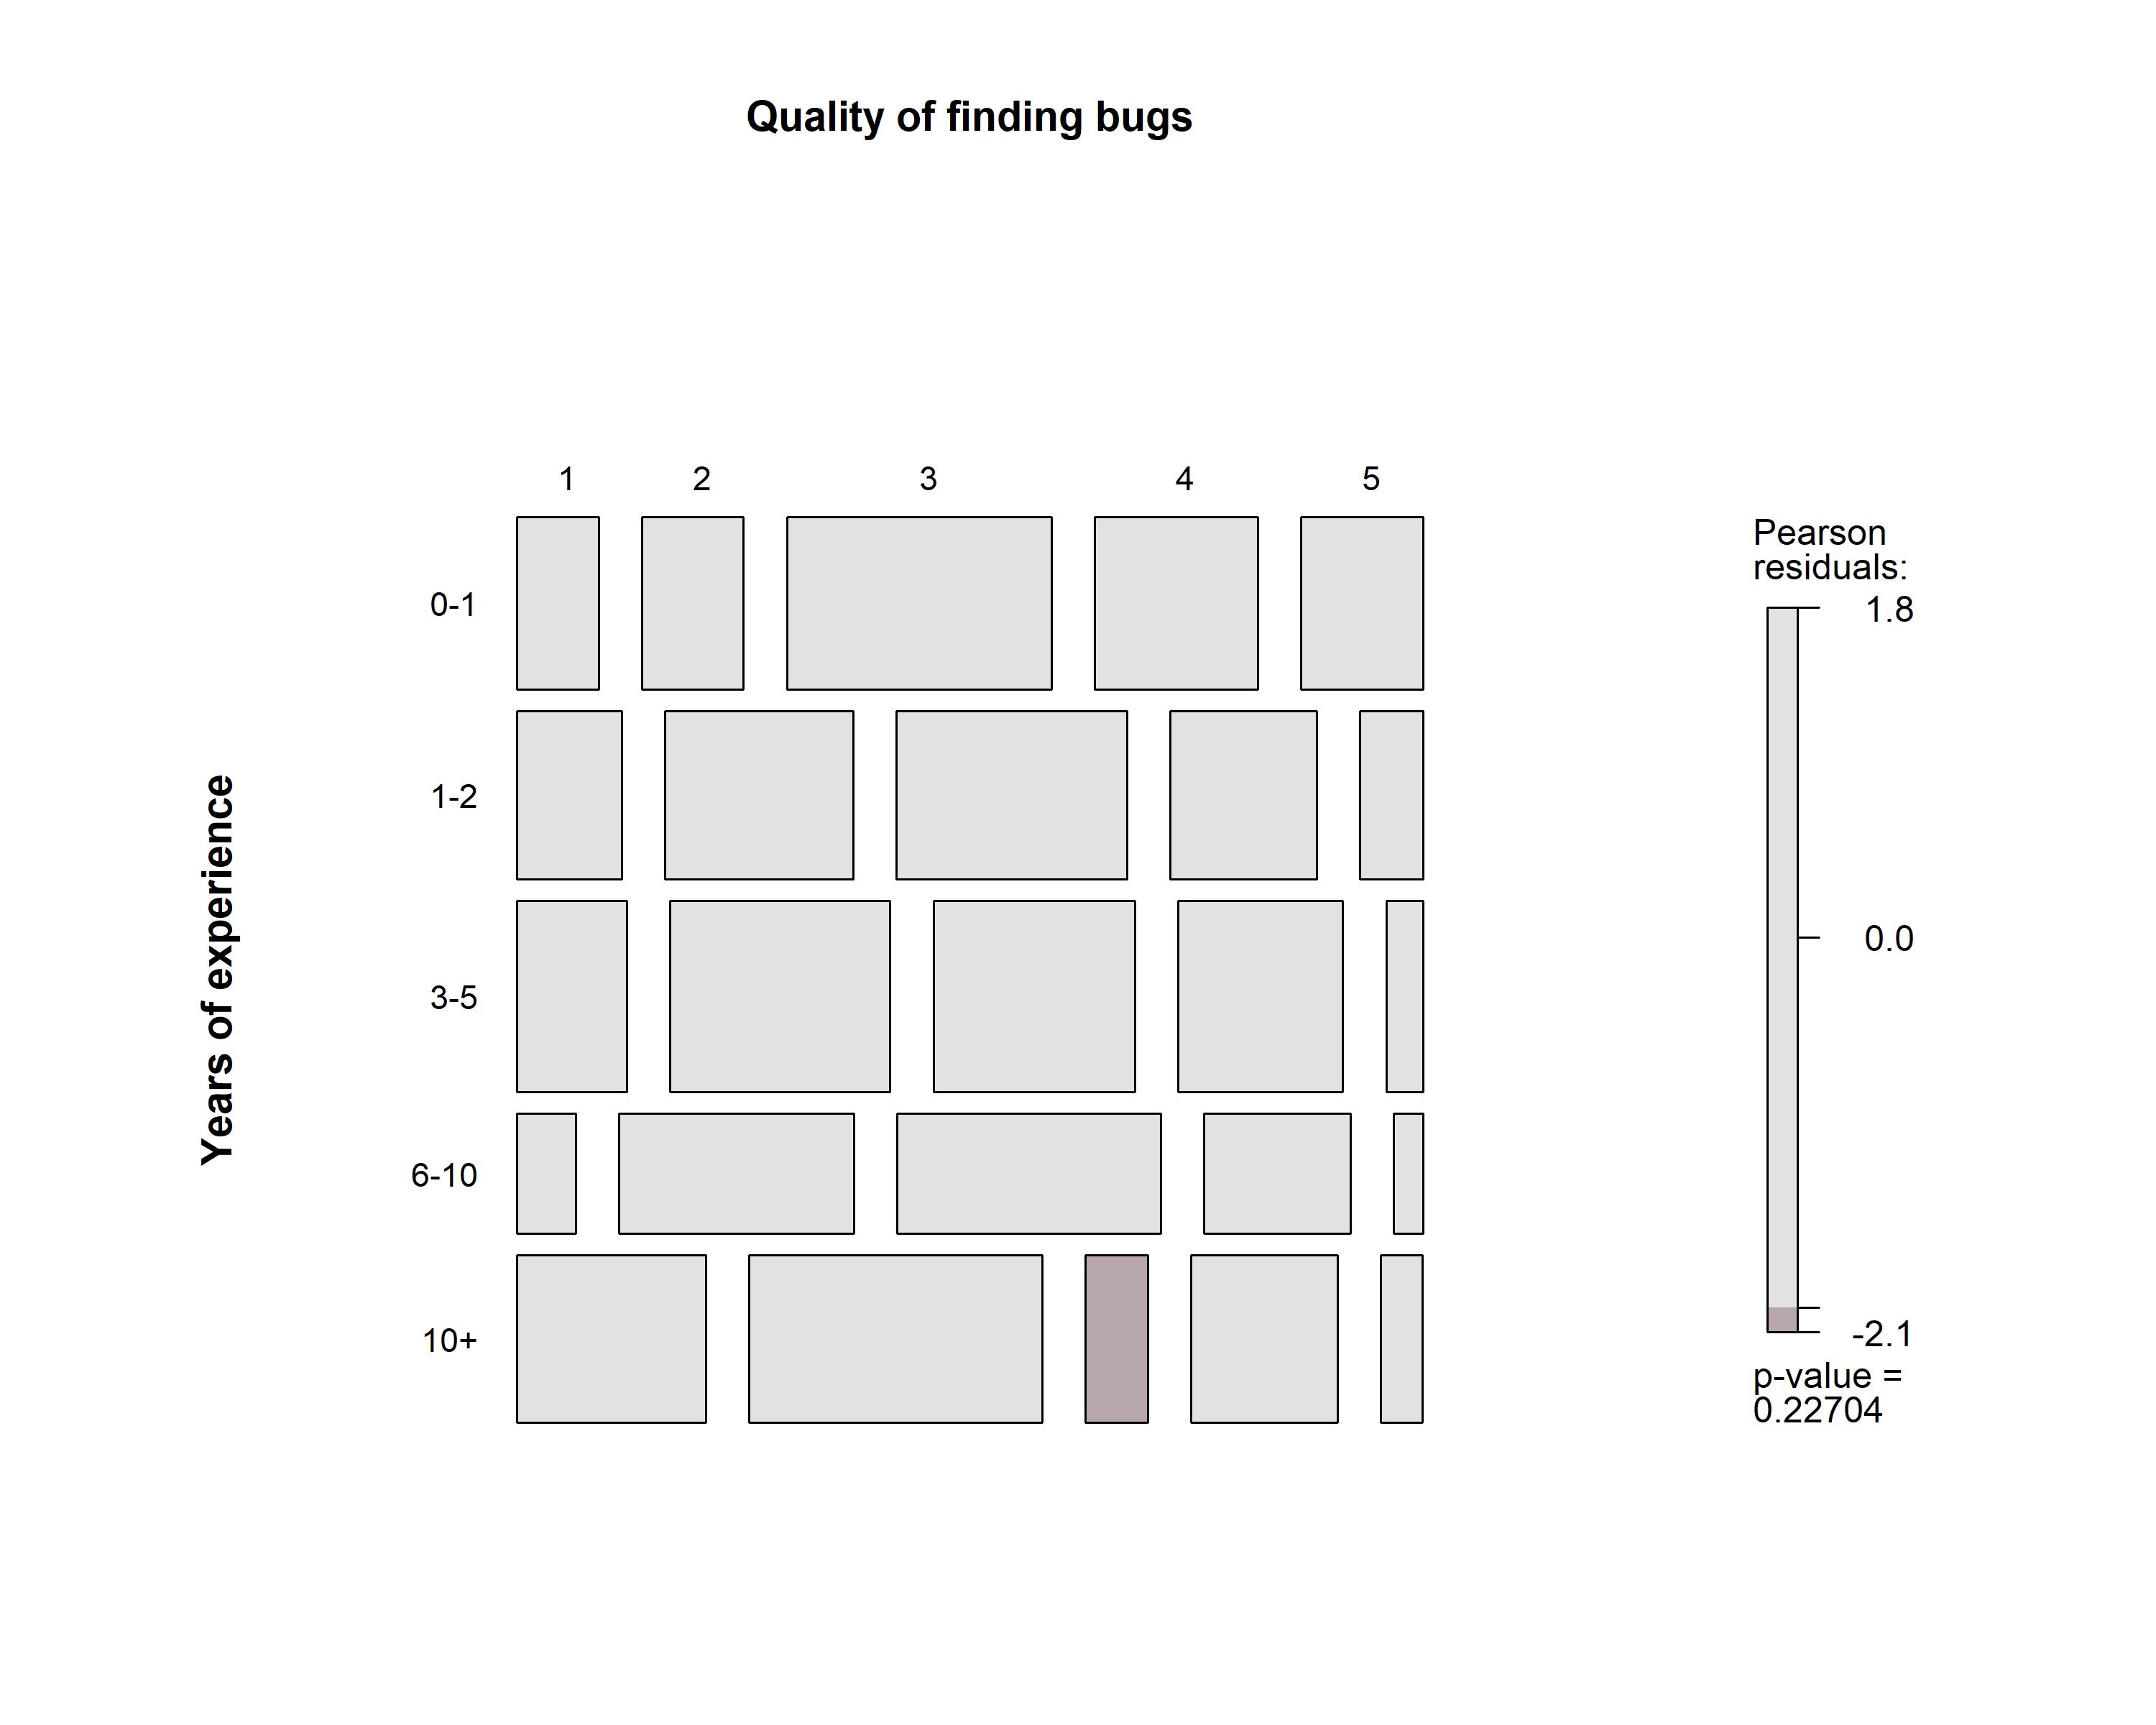 Quality of finding bugs
1 2 3 4 5
0-1
1-2
3-5
6-10
10+
Years of experience
Pearson
residuals:
1.8
0.0
-2.1
p-value =
0.22704